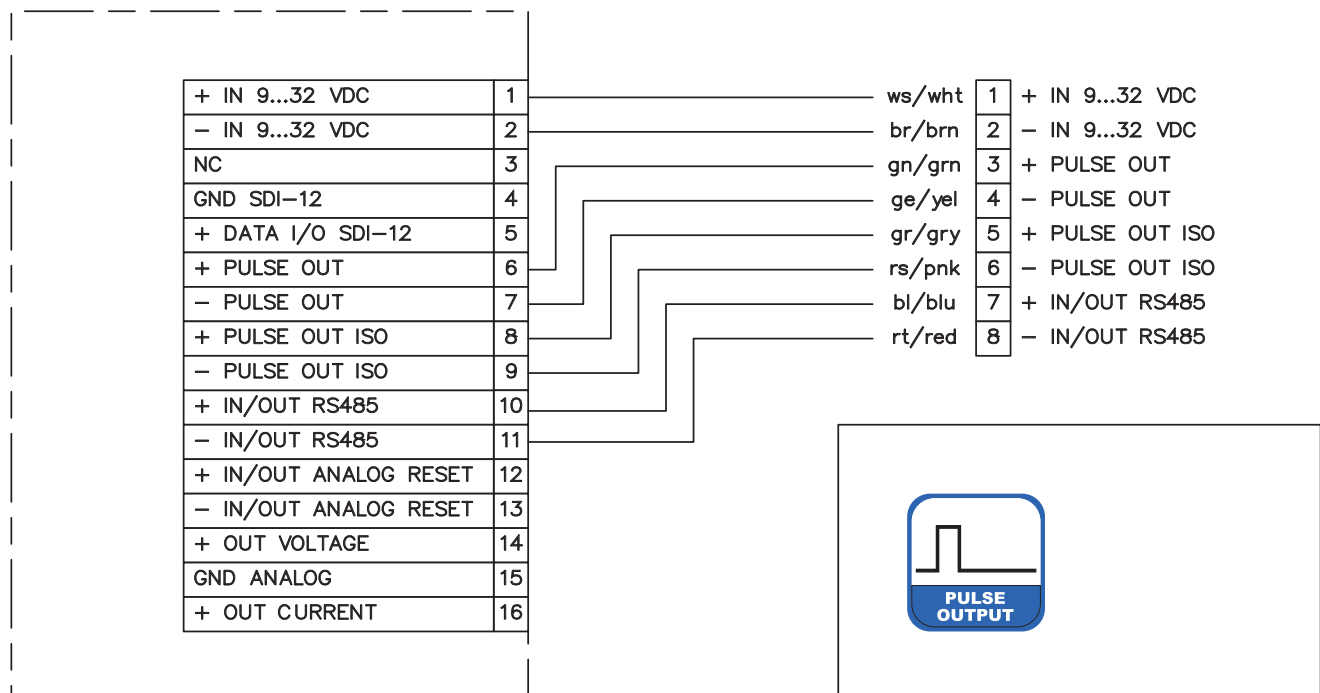 + IN 9...32 VDC 1 ws/wht 1 + IN 9...32 VDC
− IN 9...32 VDC 2 br/brn 2 − IN 9...32 VDC
NC 3 gn/grn 3 + PULSE OUT
GND SDI−12 4 ge/yel 4 − PULSE OUT
+ DATA I/O SDI−12 5 gr/gry 5 + PULSE OUT ISO
+ PULSE OUT 6 rs/pnk 6 − PULSE OUT ISO
− PULSE OUT 7 bl/blu 7 + IN/OUT RS485
+ PULSE OUT ISO 8 rt/red 8 − IN/OUT RS485
− PULSE OUT ISO 9
+ IN/OUT RS485 10
− IN/OUT RS485 11
+ IN/OUT ANALOG RESET 12
− IN/OUT ANALOG RESET 13
+ OUT VOLTAGE 14
GND ANALOG 15
+ OUT CURRENT 16
PULSE
OUTPUT